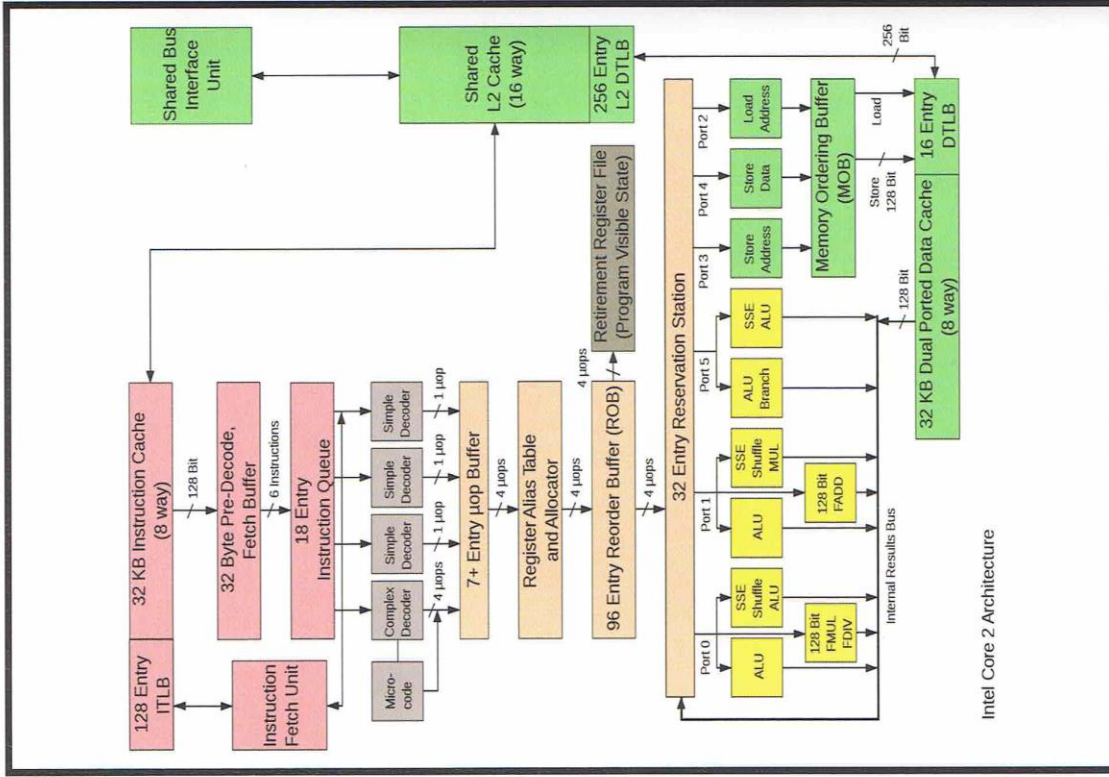 128 Entry
ITLB
32 KB Instruction Cache
(8 way)
128 Bit
Instruction
Fetch Unit
32 Byte Pre-Decode,
Fetch Buffer
6 Instructions
18 Entry
Instruction Queue
Micro-
code
Complex
Decoder
Simple
Decoder
Simple
Decoder
Simple
Decoder
4 µops
1 µop
1 µop
1 µop
7+ Entry µop Buffer
4 µops
Register Alias Table
and Allocator
4 µops
96 Entry Reorder Buffer (ROB)
4 µops
Retirement Register File
(Program Visible State)
4 µops
Shared Bus
Interface
Unit
Shared
L2 Cache
(16 way)
256 Entry
L2 DTLB
256
Bit
32 Entry Reservation Station
Port 0
Port 1
Port 5
Port 3
Port 4
Port 2
ALU
SSE
Shuffle
ALU
128 Bit
FMUL
FDIV
ALU
SSE
Shuffle
MUL
128 Bit
FADD
ALU
Branch
SSE
ALU
Store
Address
Store
Data
Load
Address
Memory Ordering Buffer
(MOB)
Internal Results Bus
128 Bit
Store
128 Bit
Load
32 KB Dual Ported Data Cache
(8 way)
16 Entry
DTLB
Intel Core 2 Architecture